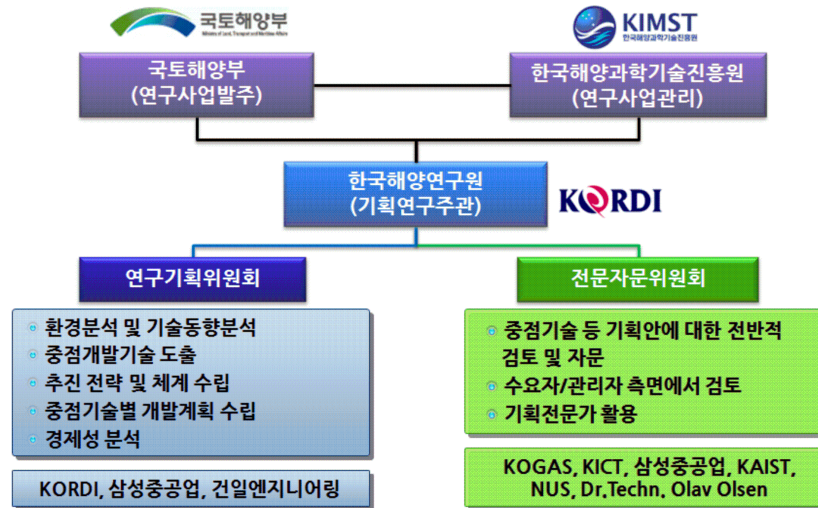 국토해양부
Ministry of Land, Transport and Maritime Affairs
KIMST
한국해양과학기술진흥원
국토해양부
(연구사업발주)
한국해양과학기술진흥원
(연구사업관리)
한국해양연구원
(기획연구주관)
KORDI
연구기획위원회
전문자문위원회
환경분석 및 기술동향분석
중점개발기술 도출
추진 전략 및 체계 수립
중점기술별 개발계획 수립
경제성 분석
중점기술 등 기획안에 대한 전반적
검토 및 자문
수요자/관리자 측면에서 검토
기획전문가 활용
KORDI, 삼성중공업, 건일엔지니어링
KOGAS, KICT, 삼성중공업, KAIST,
NUS, Dr.Techn. Olav Olsen